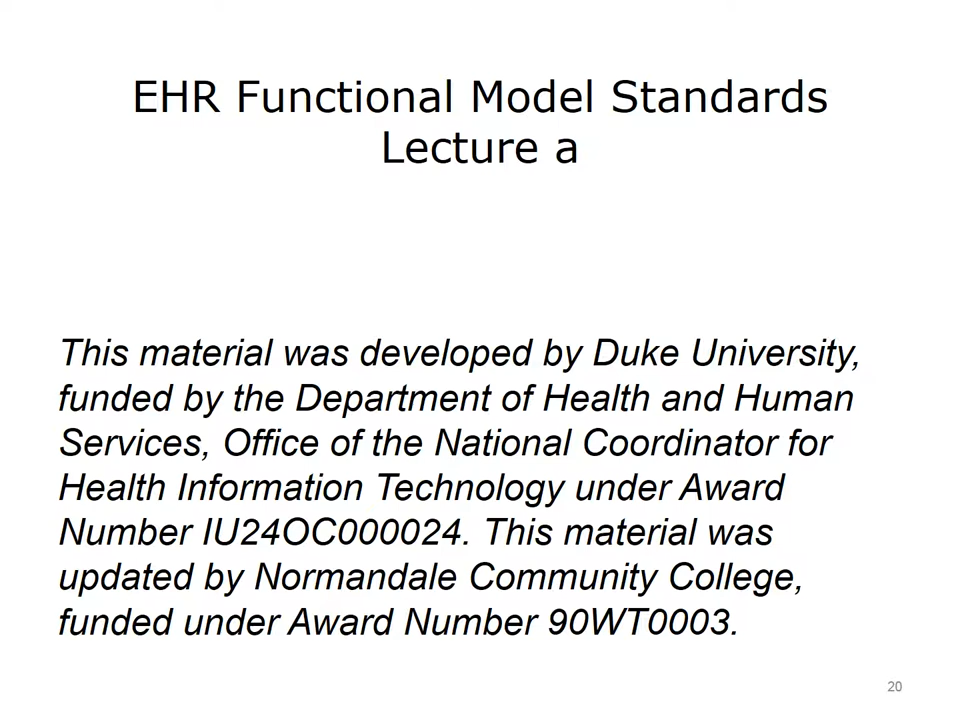 EHR Functional Model Standards
Lecture a
This material was developed by Duke University,
funded by the Department of Health and Human
Services, Office of the National Coordinator for
Health Information Technology under Award
Number IU24OC000024. This material was
updated by Normandale Community College,
funded under Award Number 90WT0003.
20